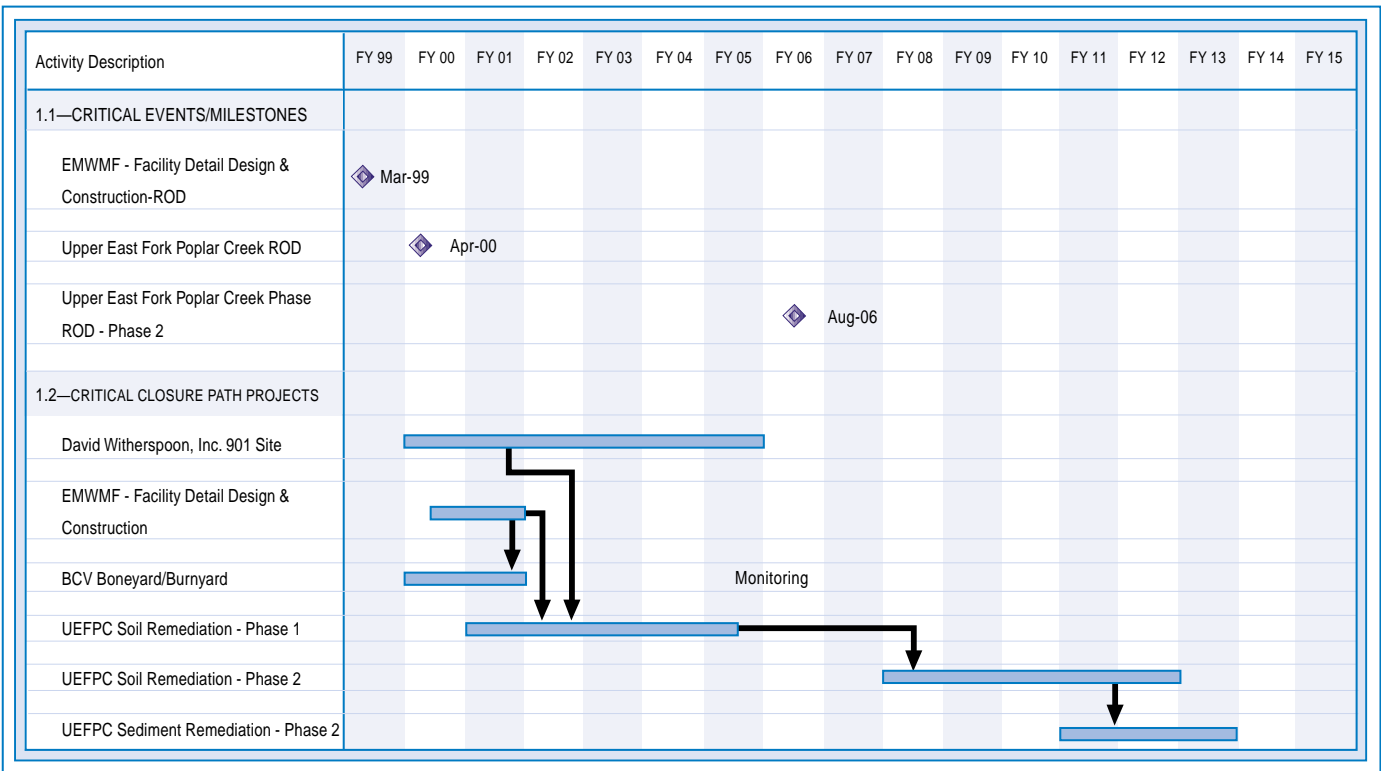 Activity Description FY 99 FY 00 FY 01 FY 02 FY 03 FY 04 FY 05 FY 06 FY 07 FY 08 FY 09 FY 10 FY 11 FY 12 FY 13 FY 14 FY 15
1.1—CRITICAL EVENTS/MILESTONES
EMWMF - Facility Detail Design &
Construction-ROD
Mar-99
Upper East Fork Poplar Creek ROD
Apr-00
Upper East Fork Poplar Creek Phase
ROD - Phase 2
Aug-06
1.2—CRITICAL CLOSURE PATH PROJECTS
David Witherspoon, Inc. 901 Site
EMWMF - Facility Detail Design &
Construction
BCV Boneyard/Burnyard
Monitoring
UEFPC Soil Remediation - Phase 1
UEFPC Soil Remediation - Phase 2
UEFPC Sediment Remediation - Phase 2